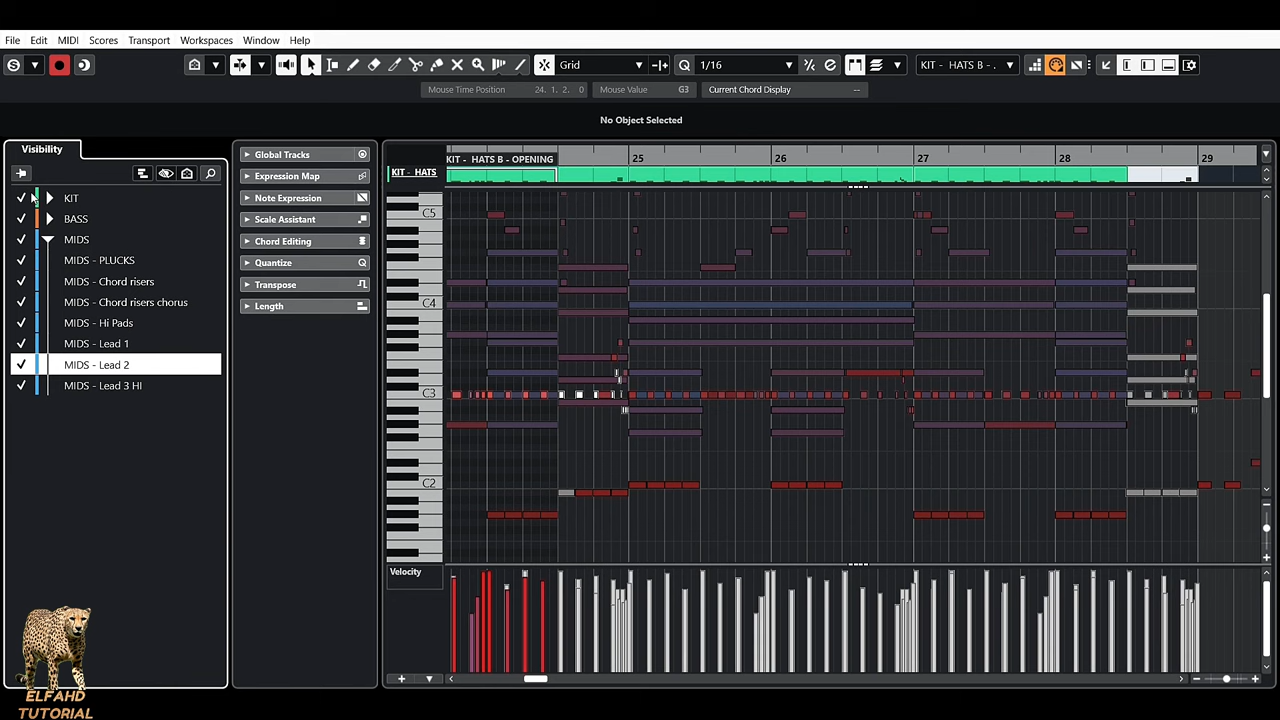 File Edit MIDI Scores Transport Workspaces Window Help
Grid 1/16 KIT - HATS B - .
Mouse Time Position 24. 1. 2. 0 Mouse Value G3 Current Chord Display --
No Object Selected
Visibility
KIT
BASS
MIDS
MIDS - PLUCKS
MIDS - Chord risers
MIDS - Chord risers chorus
MIDS - Hi Pads
MIDS - Lead 1
MIDS - Lead 2
MIDS - Lead 3 HI
Global Tracks
Expression Map
Note Expression
Scale Assistant
Chord Editing
Quantize
Transpose
Length
KIT - HATS B - OPENING 25 26 27 28 29
KIT - HATS
C5
C4
C3
C2
Velocity
ELFAHD
TUTORIAL